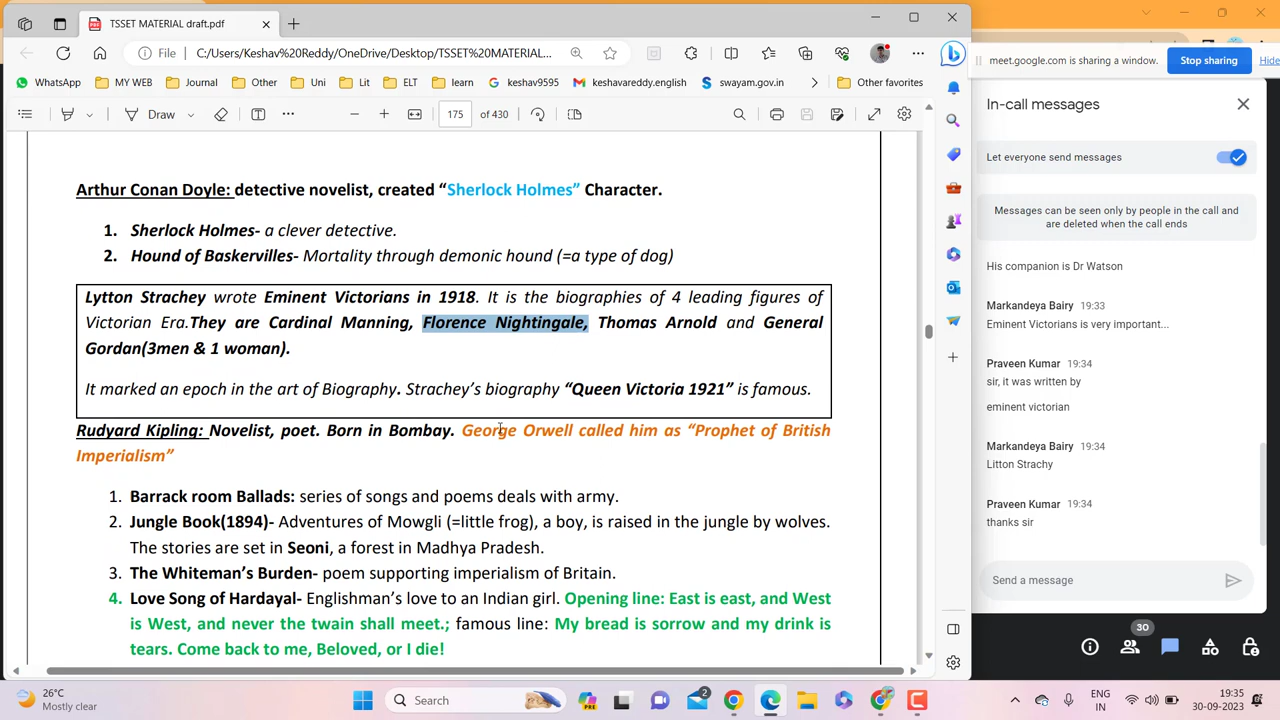 TSSET MATERIAL draft.pdf
File
C:/Users/Keshav%20Reddy/OneDrive/Desktop/TSSET%20MATERIAL...
WhatsApp
MY WEB
Journal
Othe
Uni
Lit
ELT
learn
keshav9595
keshavareddy.english
swayam.gov.in
Other favorites
Draw
175
of 430
Arthur Conan Doyle: detective novelist, created “Sherlock Holmes” Character.
1. Sherlock Holmes- a clever detective.
2. Hound of Baskervilles- Mortality through demonic hound (=a type of dog)
Lytton Strachey wrote Eminent Victorians in 1918. It is the biographies of 4 leading figures of
Victorian Era.They are Cardinal Manning, Florence Nightingale, Thomas Arnold and General
Gordan(3men & 1 woman).
It marked an epoch in the art of Biography. Strachey’s biography “Queen Victoria 1921” is famous.
Rudyard Kipling: Novelist, poet. Born in Bombay. George Orwell called him as “Prophet of British
Imperialism”
1. Barrack room Ballads: series of songs and poems deals with army.
2. Jungle Book(1894)- Adventures of Mowgli (=little frog), a boy, is raised in the jungle by wolves.
The stories are set in Seoni, a forest in Madhya Pradesh.
3. The Whiteman’s Burden- poem supporting imperialism of Britain.
4. Love Song of Hardayal- Englishman’s love to an Indian girl. Opening line: East is east, and West
is West, and never the twain shall meet.; famous line: My bread is sorrow and my drink is
tears. Come back to me, Beloved, or I die!
meet.google.com is sharing a window.
Stop sharing
Hide
In-call messages
Let everyone send messages
Messages can be seen only by people in the call and
are deleted when the call ends
His companion is Dr Watson
Markandeya Bairy 19:33
Eminent Victorians is very important...
Praveen Kumar 19:34
sir, it was written by
eminent victorian
Markandeya Bairy 19:34
Litton Strachy
Praveen Kumar 19:34
thanks sir
Send a message
30
26°C
Mostly clear
Search
2
ENG
IN
19:35
30-09-2023